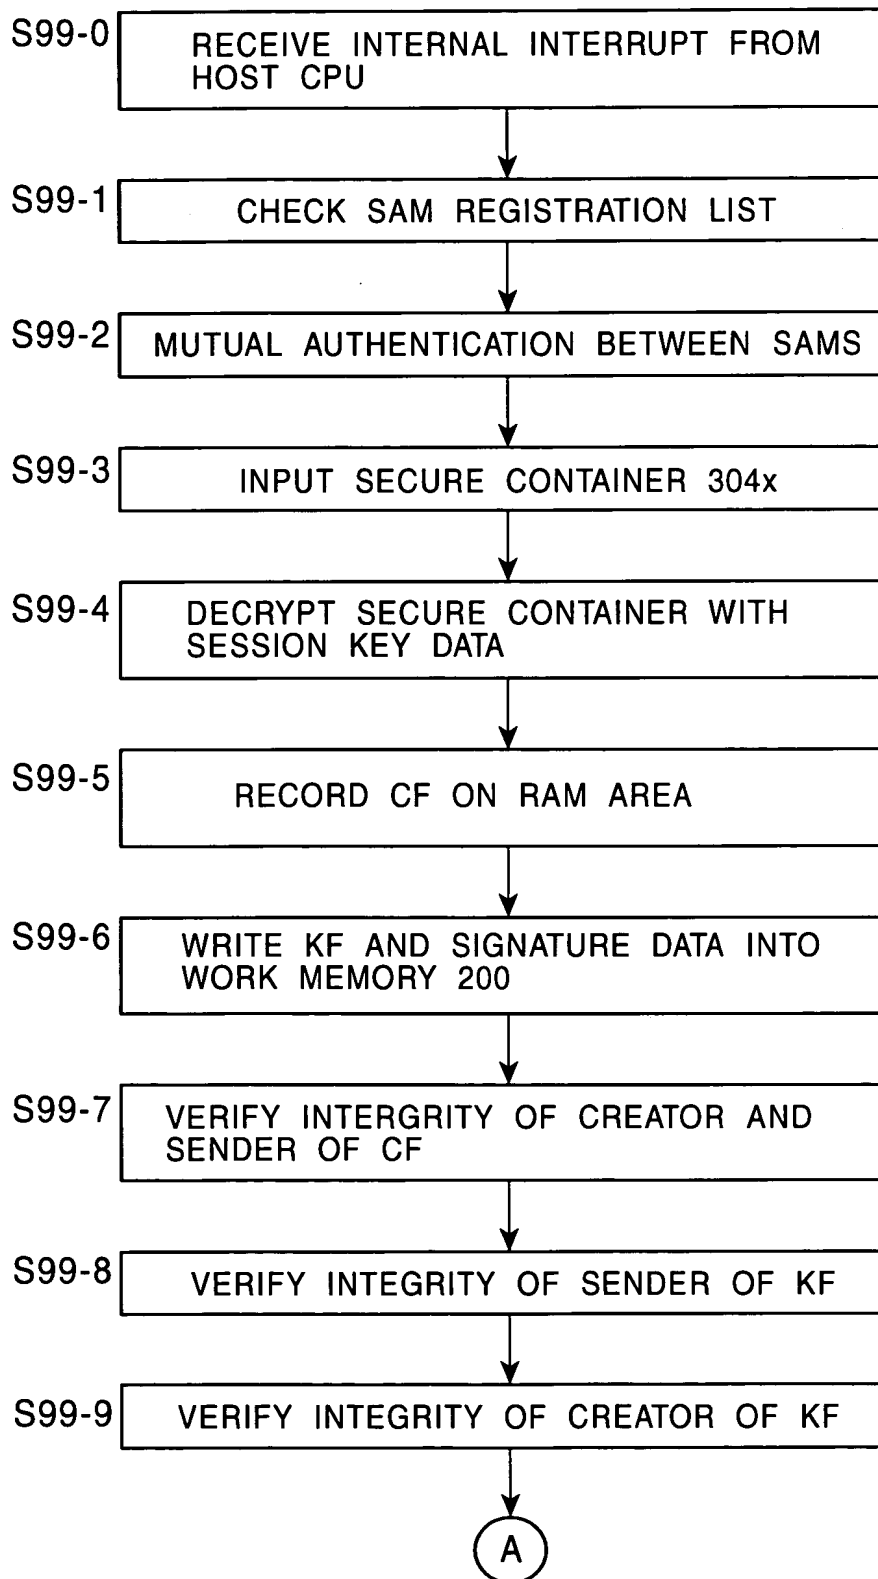 S99-0
RECEIVE INTERNAL INTERRUPT FROM
HOST CPU
S99-1
CHECK SAM REGISTRATION LIST
S99-2
MUTUAL AUTHENTICATION BETWEEN SAMS
S99-3
INPUT SECURE CONTAINER 304x
S99-4
DECRYPT SECURE CONTAINER WITH
SESSION KEY DATA
S99-5
RECORD CF ON RAM AREA
S99-6
WRITE KF AND SIGNATURE DATA INTO
WORK MEMORY 200
S99-7
VERIFY INTERGRITY OF CREATOR AND
SENDER OF CF
S99-8
VERIFY INTEGRITY OF SENDER OF KF
S99-9
VERIFY INTEGRITY OF CREATOR OF KF
A